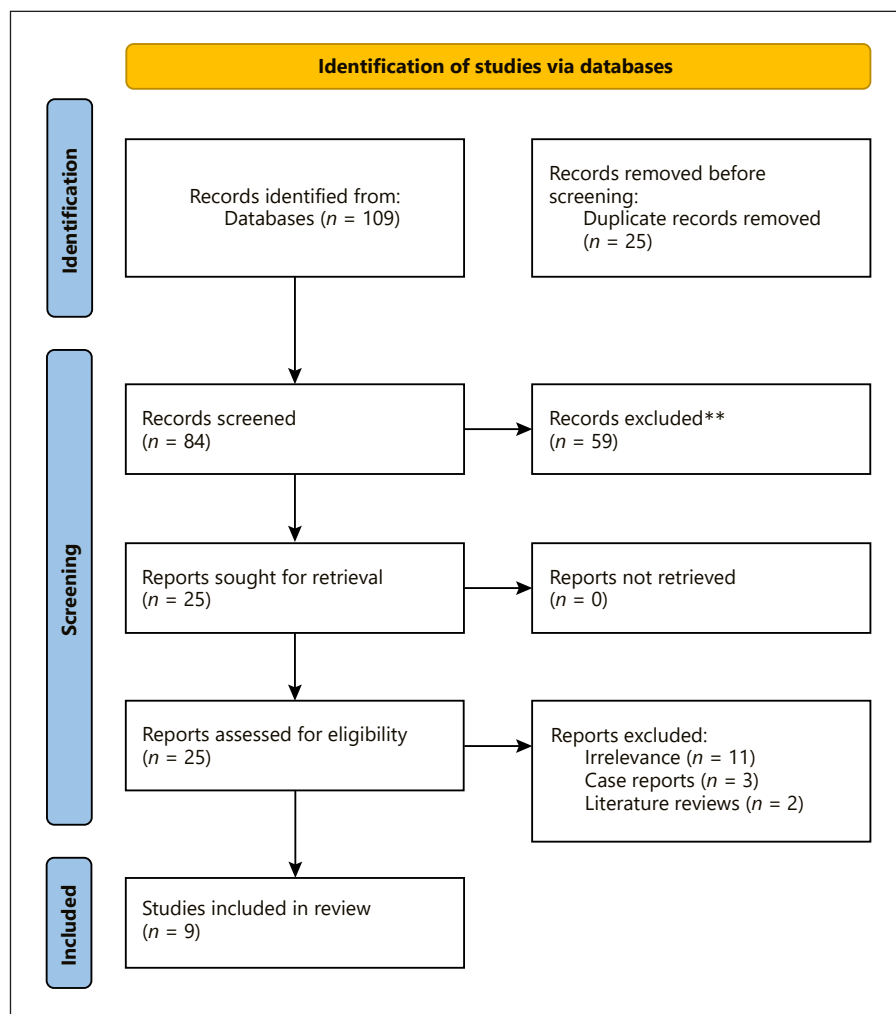 Identification of studies via databases
Identification
Records identified from:
Databases (n = 109)
Records removed before
screening:
Duplicate records removed
(n = 25)
Screening
Records screened
(n = 84)
Records excluded**
(n = 59)
Reports sought for retrieval
(n = 25)
Reports not retrieved
(n = 0)
Reports assessed for eligibility
(n = 25)
Reports excluded:
Irrelevance (n = 11)
Case reports (n = 3)
Literature reviews (n = 2)
Included
Studies included in review
(n = 9)